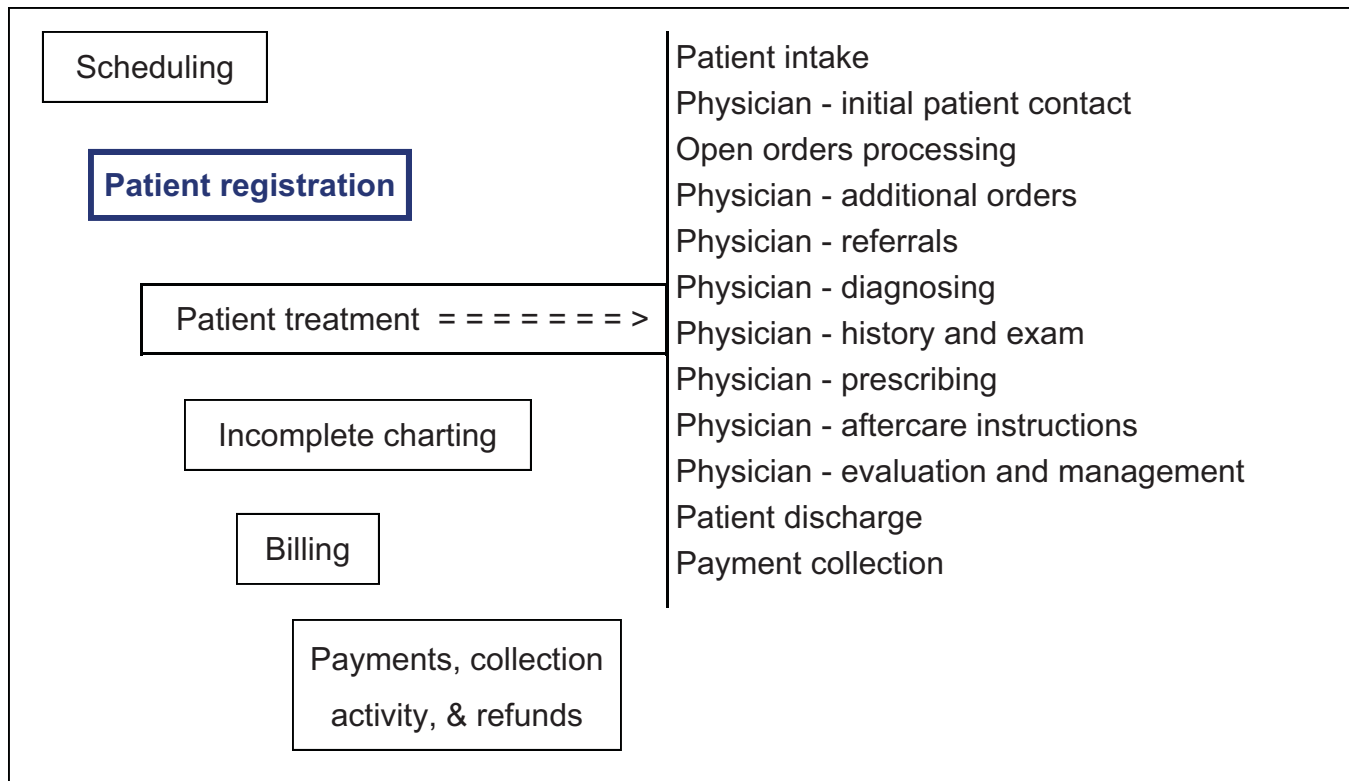 Scheduling
Patient registration
Patient treatment = = = = = = = >
Incomplete charting
Billing
Payments, collection
activity, & refunds
Patient intake
Physician - initial patient contact
Open orders processing
Physician - additional orders
Physician - referrals
Physician - diagnosing
Physician - history and exam
Physician - prescribing
Physician - aftercare instructions
Physician - evaluation and management
Patient discharge
Payment collection